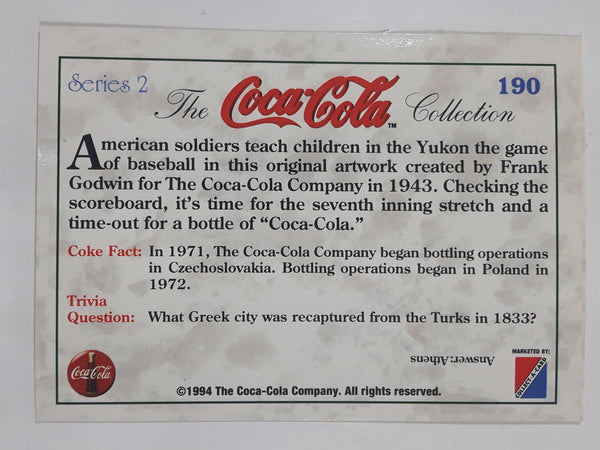 Series 2
190
The Coca-Cola™ Collection
American soldiers teach children in the Yukon the game
of baseball in this original artwork created by Frank
Godwin for The Coca-Cola Company in 1943. Checking the
scoreboard, it's time for the seventh inning stretch and a
time-out for a bottle of “Coca-Cola.”
Coke Fact: In 1971, The Coca-Cola Company began bottling operations
in Czechoslovakia. Bottling operations began in Poland in
1972.
Trivia
Question: What Greek city was recaptured from the Turks in 1833?
Answer: Athens
MARKETED BY:
COLLECT-A-CARD
Coca-Cola
©1994 The Coca-Cola Company. All rights reserved.